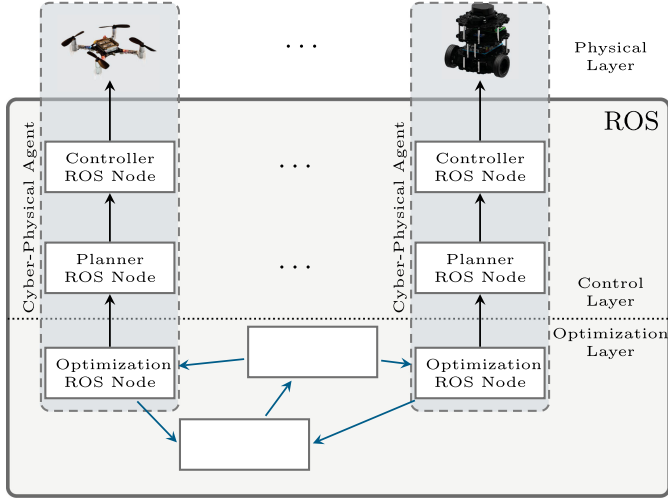 Physical
Layer
ROS
Cyber-Physical Agent
Controller
ROS Node
Planner
ROS Node
Optimization
ROS Node
...
...
...
Cyber-Physical Agent
Controller
ROS Node
Planner
ROS Node
Optimization
ROS Node
Control
Layer
Optimization
Layer